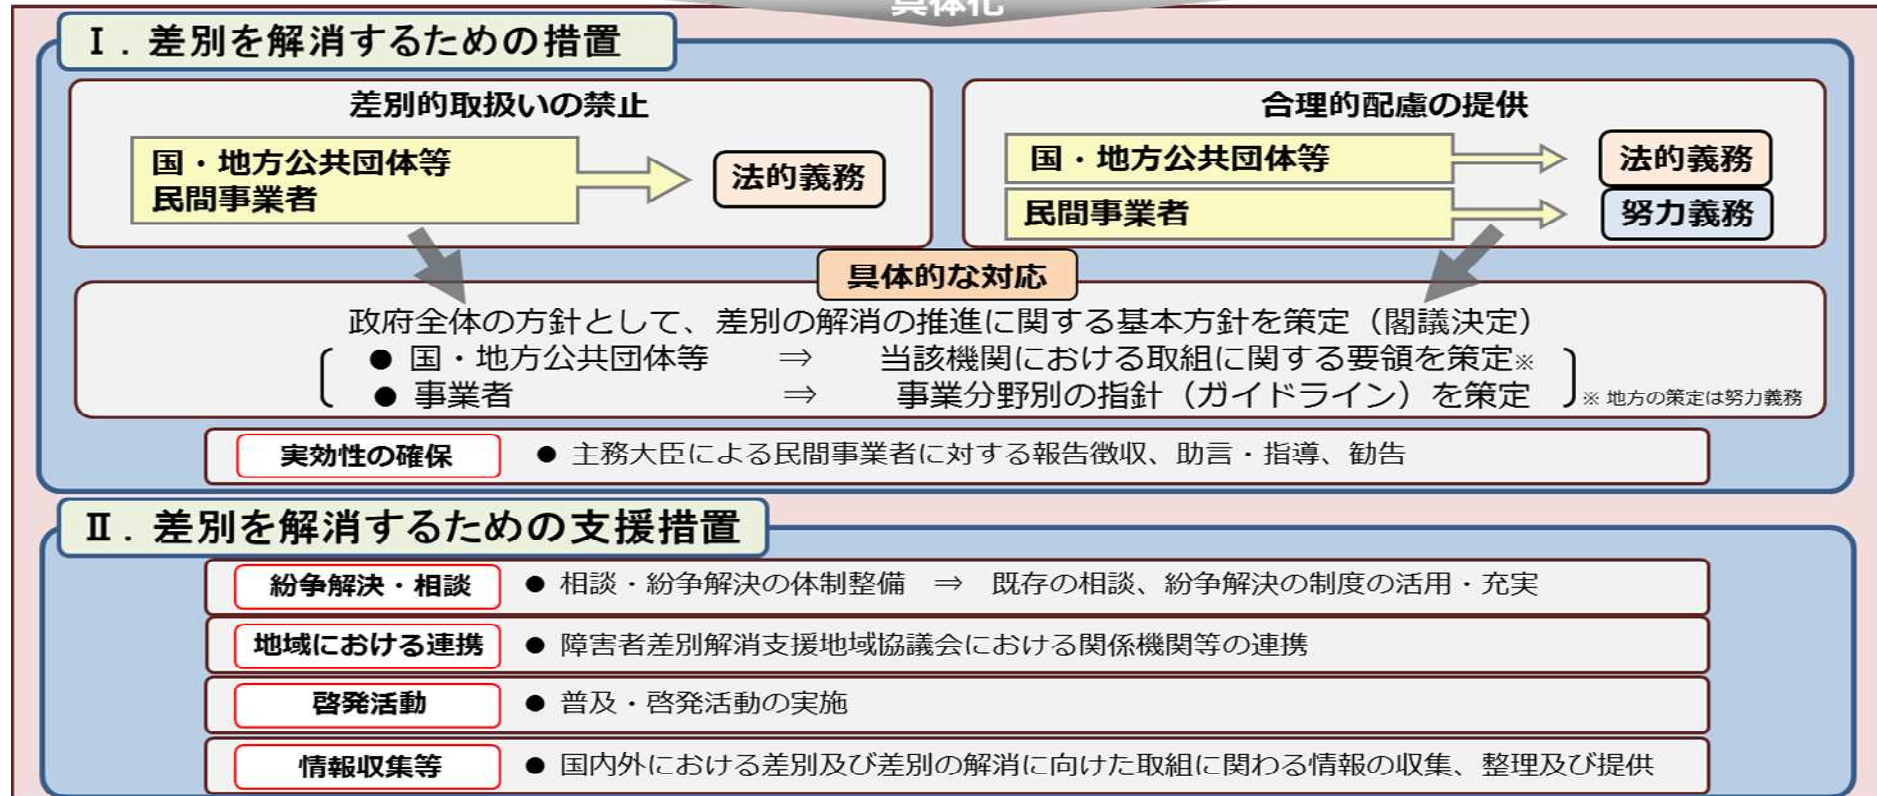 具体化
Ⅰ．差別を解消するための措置
差別的取扱いの禁止
国・地方公共団体等
民間事業者
法的義務
合理的配慮の提供
国・地方公共団体等
法的義務
民間事業者
努力義務
具体的な対応
政府全体の方針として、差別の解消の推進に関する基本方針を策定（閣議決定）
● 国・地方公共団体等 ⇒ 当該機関における取組に関する要領を策定※
● 事業者 ⇒ 事業分野別の指針（ガイドライン）を策定
※ 地方の策定は努力義務
実効性の確保 ● 主務大臣による民間事業者に対する報告徴収、助言・指導、勧告
Ⅱ．差別を解消するための支援措置
紛争解決・相談 ● 相談・紛争解決の体制整備 ⇒ 既存の相談、紛争解決の制度の活用・充実
地域における連携 ● 障害者差別解消支援地域協議会における関係機関等の連携
啓発活動 ● 普及・啓発活動の実施
情報収集等 ● 国内外における差別及び差別の解消に向けた取組に関わる情報の収集、整理及び提供